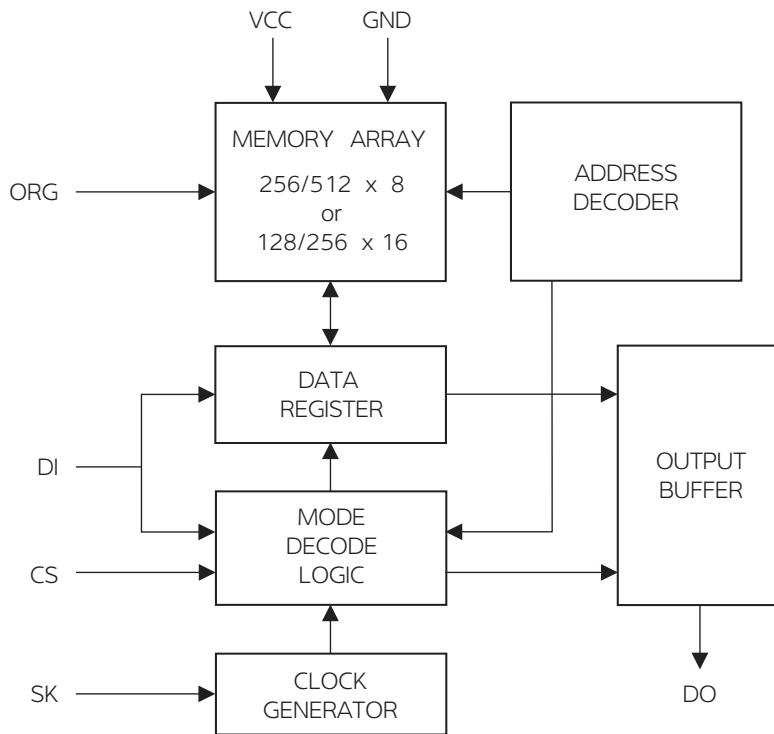 VCC
GND
MEMORY ARRAY
256/512 x 8
or
128/256 x 16
ADDRESS
DECODER
ORG
DATA
REGISTER
DI
OUTPUT
BUFFER
MODE
DECODE
LOGIC
CS
CLOCK
GENERATOR
SK
DO